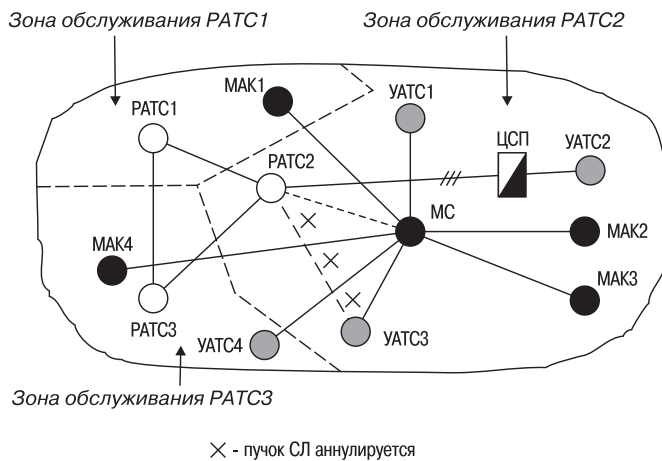 Зона обслуживания РАТС1
Зона обслуживания РАТС2
МАК1
УАТС1
РАТС1
ЦСП
УАТС2
РАТС2
МС
МАК2
МАК4
МАК3
РАТС3
УАТС4
УАТС3
Зона обслуживания РАТС3
× - пучок СЛ аннулируется